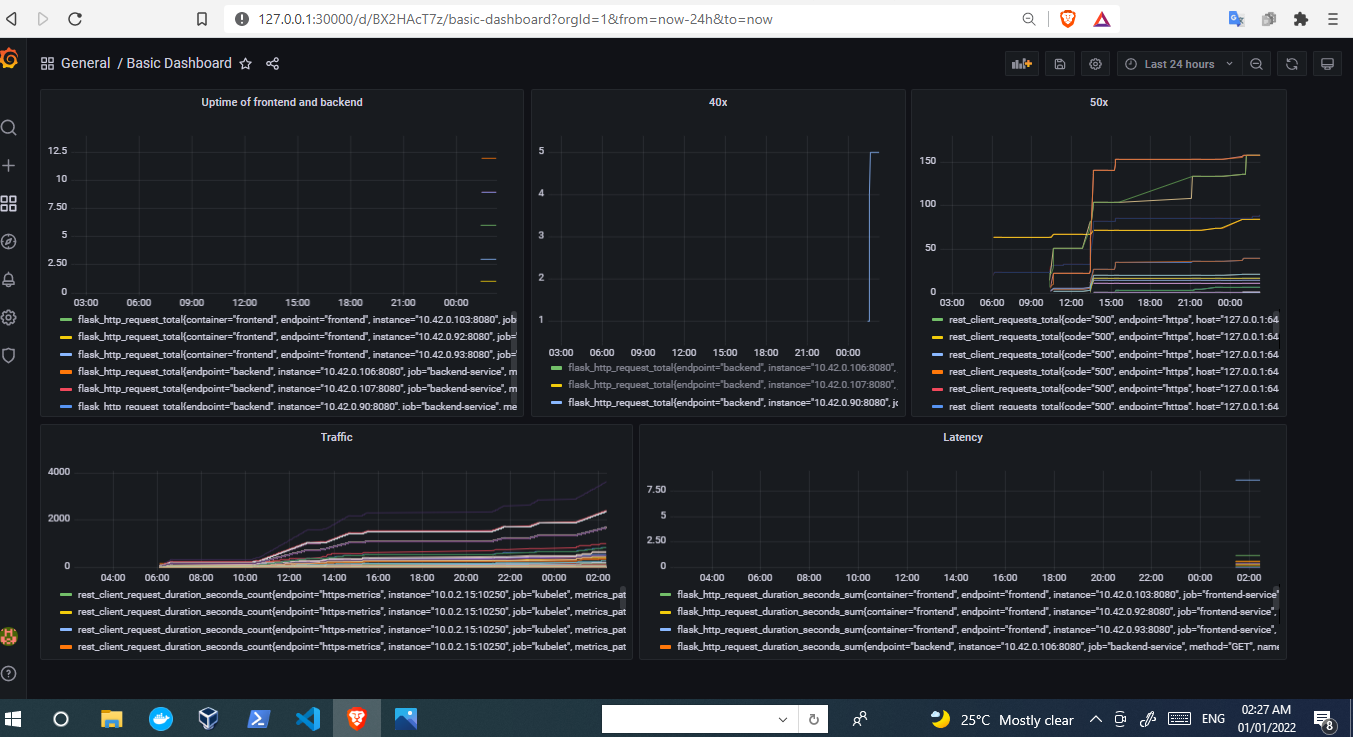 127.0.0.1:30000/d/BX2HAcT7z/basic-dashboard?orgId=1&from=now-24h&to=now
General / Basic Dashboard
Last 24 hours
Uptime of frontend and backend
12.5
10
7.50
5
2.50
0
03:00 06:00 09:00 12:00 15:00 18:00 21:00 00:00
flask_http_request_total{container="frontend", endpoint="frontend", instance="10.42.0.103:8080", job
flask_http_request_total{container="frontend", endpoint="frontend", instance="10.42.0.92:8080", job=
flask_http_request_total{container="frontend", endpoint="frontend", instance="10.42.0.93:8080", job=
flask_http_request_total{endpoint="backend", instance="10.42.0.106:8080", job="backend-service", m
flask_http_request_total{endpoint="backend", instance="10.42.0.107:8080", job="backend-service", m
flask_http_request_total{endpoint="backend", instance="10.42.0.90:8080", job="backend-service", me
40x
5
4
3
2
1
03:00 06:00 09:00 12:00 15:00 18:00 21:00 00:00
flask_http_request_total{endpoint="backend", instance="10.42.0.106:8080",
flask_http_request_total{endpoint="backend", instance="10.42.0.107:8080",
flask_http_request_total{endpoint="backend", instance="10.42.0.90:8080", jo
50x
150
100
50
0
03:00 06:00 09:00 12:00 15:00 18:00 21:00 00:00
rest_client_requests_total{code="500", endpoint="https", host="127.0.0.1:64
rest_client_requests_total{code="500", endpoint="https", host="127.0.0.1:64
rest_client_requests_total{code="500", endpoint="https", host="127.0.0.1:64
rest_client_requests_total{code="500", endpoint="https", host="127.0.0.1:64
rest_client_requests_total{code="500", endpoint="https", host="127.0.0.1:64
rest_client_requests_total{code="500", endpoint="https", host="127.0.0.1:64
Traffic
4000
2000
0
04:00 06:00 08:00 10:00 12:00 14:00 16:00 18:00 20:00 22:00 00:00 02:00
rest_client_request_duration_seconds_count{endpoint="https-metrics", instance="10.0.2.15:10250", job="kubelet", metrics_pat
rest_client_request_duration_seconds_count{endpoint="https-metrics", instance="10.0.2.15:10250", job="kubelet", metrics_pat
rest_client_request_duration_seconds_count{endpoint="https-metrics", instance="10.0.2.15:10250", job="kubelet", metrics_pat
rest_client_request_duration_seconds_count{endpoint="https-metrics", instance="10.0.2.15:10250", job="kubelet", metrics_pat
Latency
7.50
5
2.50
0
04:00 06:00 08:00 10:00 12:00 14:00 16:00 18:00 20:00 22:00 00:00 02:00
flask_http_request_duration_seconds_sum{container="frontend", endpoint="frontend", instance="10.42.0.103:8080", job="frontend-service"
flask_http_request_duration_seconds_sum{container="frontend", endpoint="frontend", instance="10.42.0.92:8080", job="frontend-service",
flask_http_request_duration_seconds_sum{container="frontend", endpoint="frontend", instance="10.42.0.93:8080", job="frontend-service",
flask_http_request_duration_seconds_sum{endpoint="backend", instance="10.42.0.106:8080", job="backend-service", method="GET", name
25°C Mostly clear
ENG
02:27 AM
01/01/2022
8